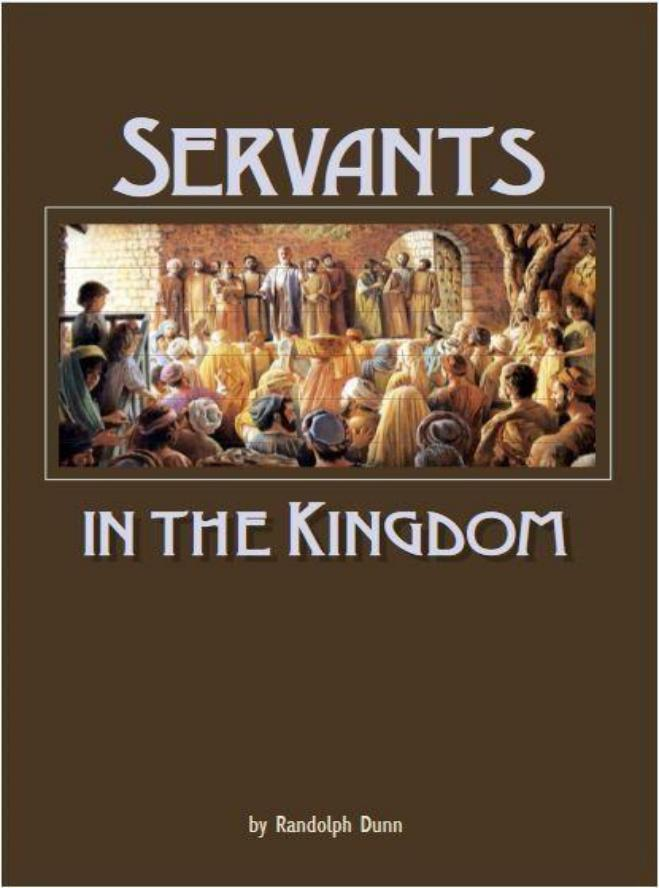 SERVANTS
IN THE KINGDOM
by Randolph Dunn